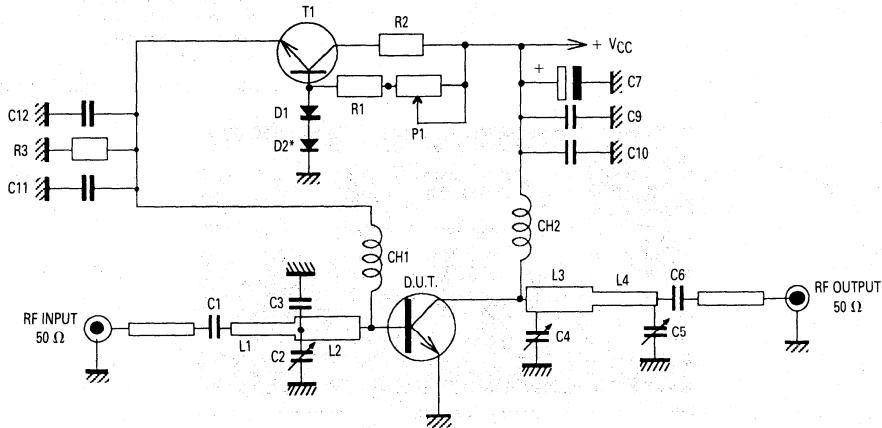 T1
R2
+ VCC
+
C7
R1
P1
D1
C9
C12
D2*
R3
C10
C11
CH1
CH2
D.U.T.
L3
L4
C6
RF OUTPUT
50 Ω
C1
C3
RF INPUT
50 Ω
L1
C2
L2
C4
C5